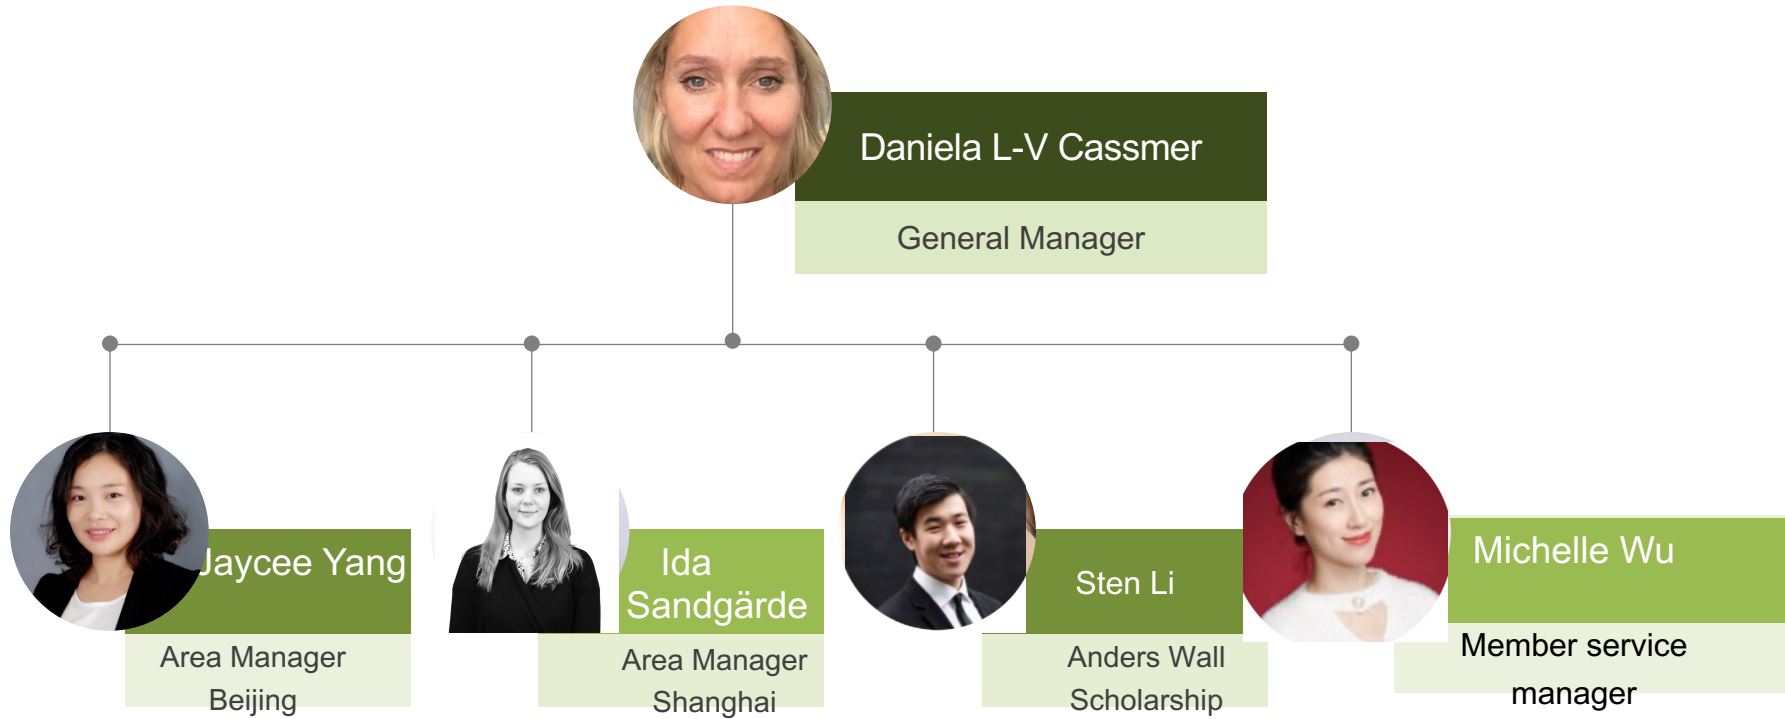 Daniela L-V Cassmer
General Manager
Jaycee Yang
Area Manager
Beijing
Ida
Sandgärde
Area Manager
Shanghai
Sten Li
Anders Wall
Scholarship
Michelle Wu
Member service
manager